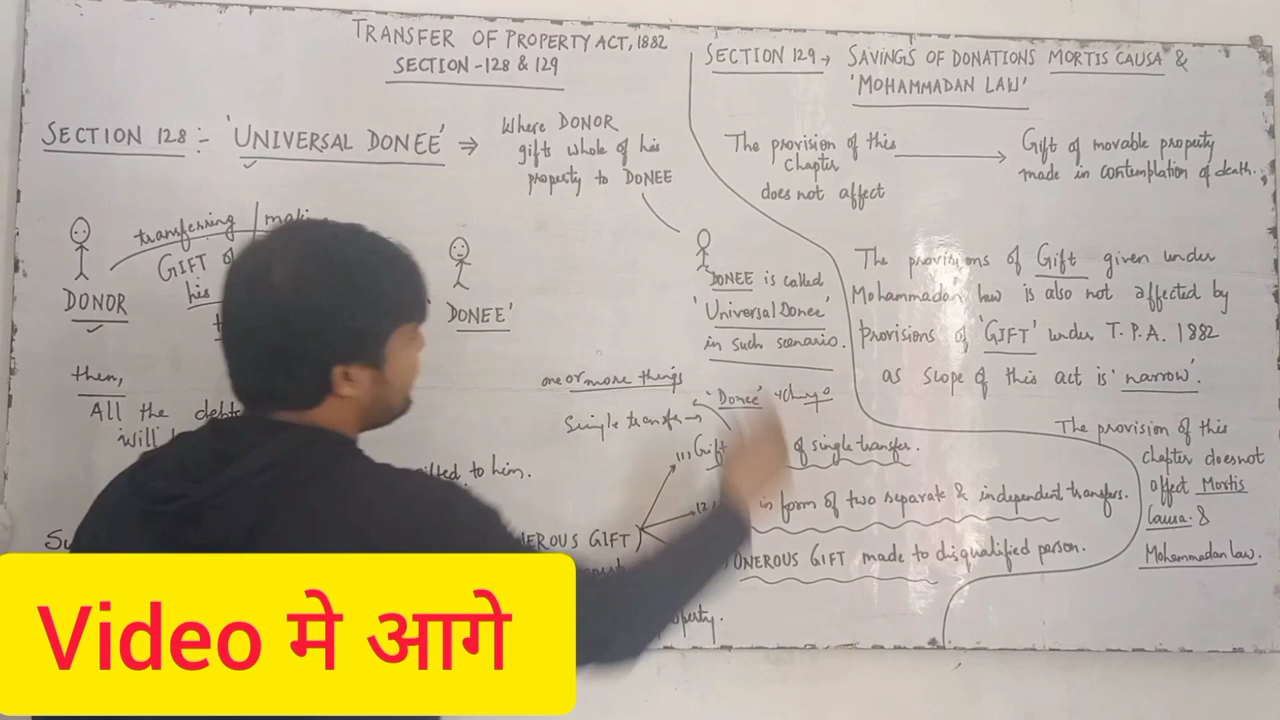 TRANSFER OF PROPERTY ACT, 1882
SECTION -128 & 129
SECTION 128 :- 'UNIVERSAL DONEE' ⇒
Where DONOR
gifts whole of his
property to DONEE
transferring
GIFT
his
DONOR
DONEE'
DONEE is called
'Universal Donee'
in such scenario.
then,
All the debts
will
to him.
one or more things
Single transfer →
'Donee'
(1) Gift of single transfer.
in form of two separate & independent transfers.
ONEROUS GIFT made to disqualified person.
GIFT)
SECTION 129 → SAVINGS OF DONATIONS MORTIS CAUSA &
'MOHAMMADAN LAW'
The provision of this
chapter
does not affect
Gift of movable property
made in contemplation of death.
The provisions of Gift given under
Mohammadan law is also not affected by
provisions of 'GIFT' under T.P.A. 1882
as scope of this act is 'narrow'.
The provision of this
chapter does not
affect Mortis
Causa &
Mohammadan law.
Video मे आगे